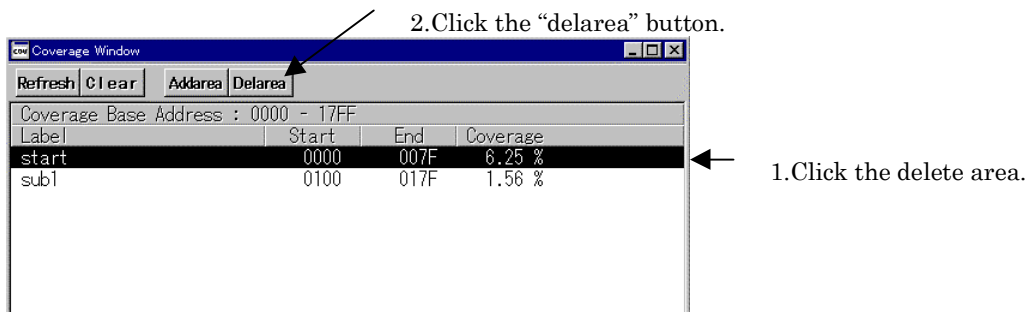 2.Click the “delarea” button.
Coverage Window
Refresh Clear Addarea Delarea
Coverage Base Address : 0000 - 17FF
Label Start End Coverage
start 0000 007F 6.25 %
1.Click the delete area.
sub1 0100 017F 1.56 %